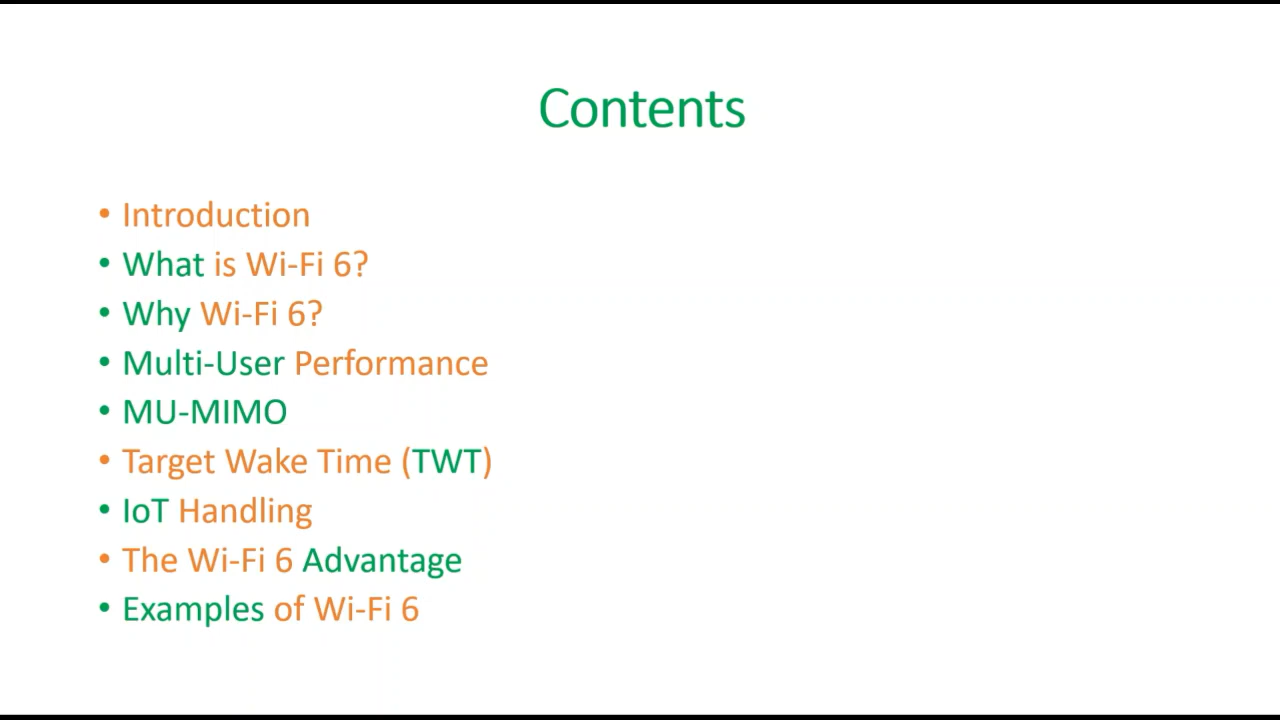 Contents
• Introduction
• What is Wi-Fi 6?
• Why Wi-Fi 6?
• Multi-User Performance
• MU-MIMO
• Target Wake Time (TWT)
• IoT Handling
• The Wi-Fi 6 Advantage
• Examples of Wi-Fi 6